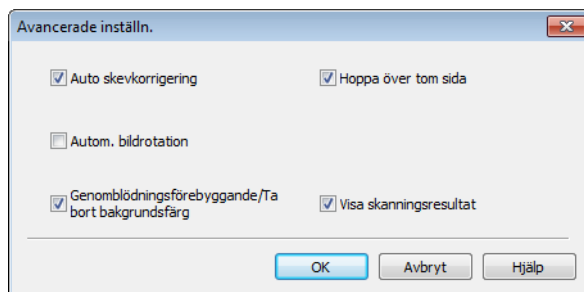 Avancerade inställn.
Auto skevkorrigering
Hoppa över tom sida
Autom. bildrotation
Genomblödningsförebyggande/Ta
bort bakgrundsfärg
Visa skanningsresultat
OK
Avbryt
Hjälp